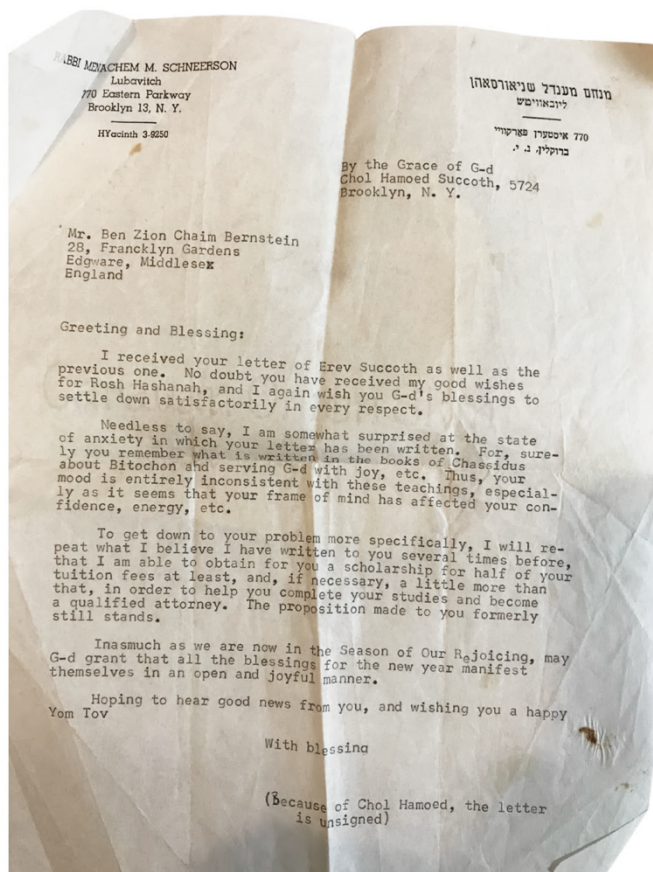 RABBI MENACHEM M. SCHNEERSON
Lubavitch
770 Eastern Parkway
Brooklyn 13, N. Y.
HYacinth 3-9250
מנחם מענדל שניאורסאהן
ליובאוויטש
770 איסטערן פארקוויי
ברוקלין, נ. י.
By the Grace of G-d
Chol Hamoed Succoth, 5724
Brooklyn, N. Y.
Mr. Ben Zion Chaim Bernstein
28, Francklyn Gardens
Edgware, Middlesex
England
Greeting and Blessing:
I received your letter of Erev Succoth as well as the
previous one. No doubt you have received my good wishes
for Rosh Hashanah, and I again wish you G-d's blessings to
settle down satisfactorily in every respect.
Needless to say, I am somewhat surprised at the state
of anxiety in which your letter has been written. For, sure-
ly you remember what is written in the books of Chassidus
about Bitochon and serving G-d with joy, etc. Thus, your
mood is entirely inconsistent with these teachings, especial-
ly as it seems that your frame of mind has affected your con-
fidence, energy, etc.
To get down to your problem more specifically, I will re-
peat what I believe I have written to you several times before,
that I am able to obtain for you a scholarship for half of your
tuition fees at least, and, if necessary, a little more than
that, in order to help you complete your studies and become
a qualified attorney. The proposition made to you formerly
still stands.
Inasmuch as we are now in the Season of Our Rejoicing, may
G-d grant that all the blessings for the new year manifest
themselves in an open and joyful manner.
Hoping to hear good news from you, and wishing you a happy
Yom Tov
With blessing
(Because of Chol Hamoed, the letter
is unsigned)